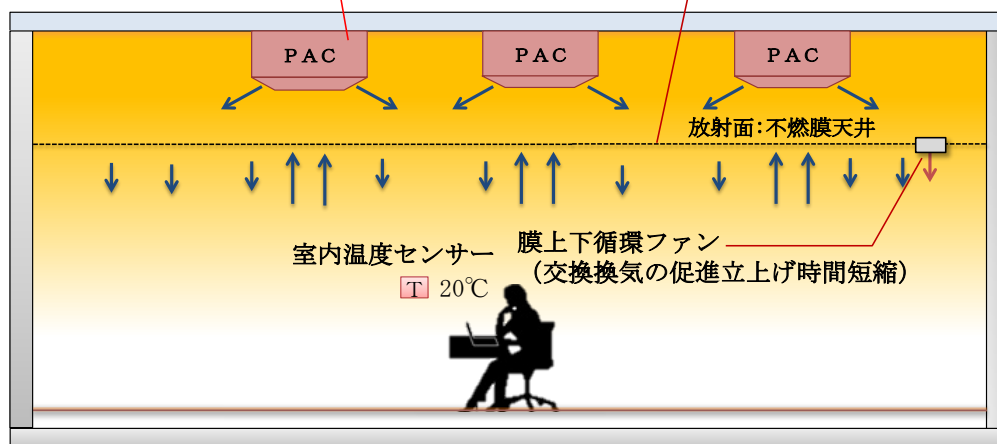 PAC PAC PAC
放射面:不燃膜天井
室内温度センサー
T 20℃
膜上下循環ファン
(交換換気の促進立上げ時間短縮)